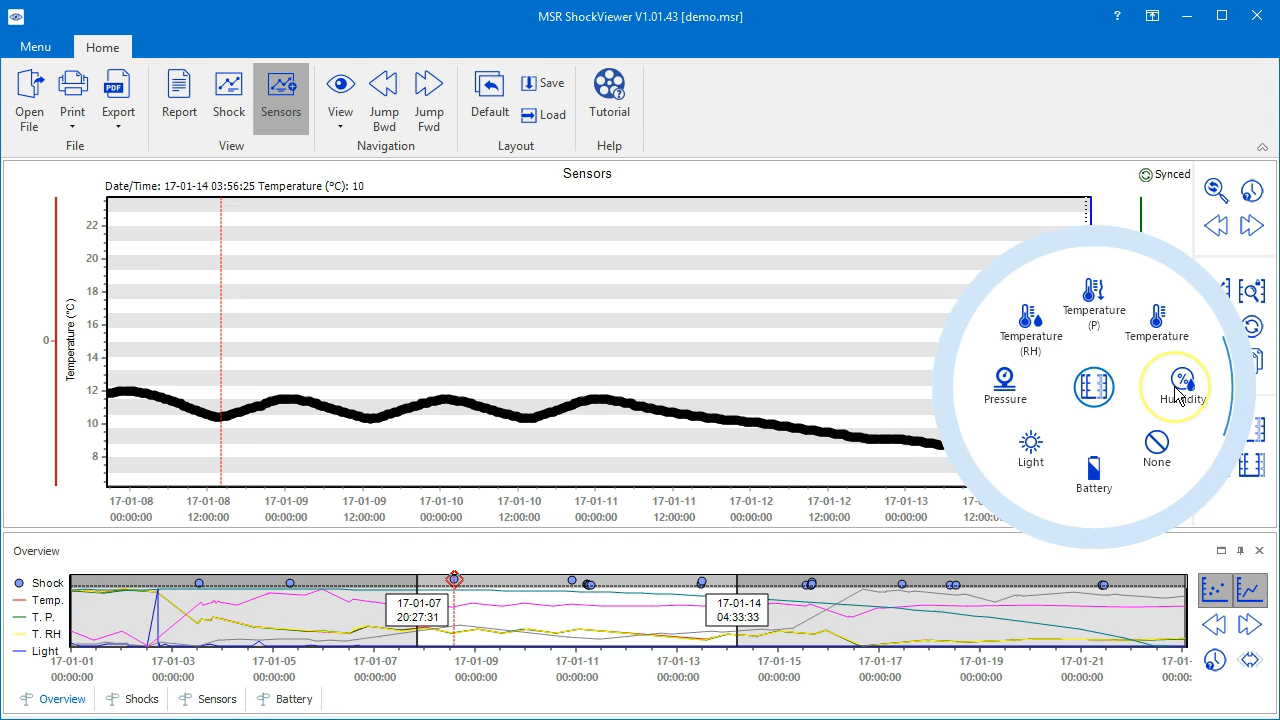 MSR ShockViewer V1.01.43 [demo.msr]
?
Menu
Home
Open File
Print
PDF
Export
Report
Shock
Sensors
View
Jump Bwd
Jump Fwd
Default
Save
Load
Tutorial
File
View
Navigation
Layout
Help
Sensors
Synced
Date/Time: 17-01-14 03:56:25 Temperature (°C): 10
Temperature (°C)
0
22
20
18
16
14
12
10
8
17-01-08 00:00:00
17-01-08 12:00:00
17-01-09 00:00:00
17-01-09 12:00:00
17-01-10 00:00:00
17-01-10 12:00:00
17-01-11 00:00:00
17-01-11 12:00:00
17-01-12 00:00:00
17-01-12 12:00:00
17-01-13 00:00:00
Temperature (P)
Temperature (RH)
Temperature
Pressure
%
Humidity
Light
None
Battery
Overview
Shock
Temp.
T. P.
T. RH
Light
17-01-07
20:27:31
17-01-14
04:33:33
17-01-01 00:00:00
17-01-03 00:00:00
17-01-05 00:00:00
17-01-07 00:00:00
17-01-09 00:00:00
17-01-11 00:00:00
17-01-13 00:00:00
17-01-15 00:00:00
17-01-17 00:00:00
17-01-19 00:00:00
17-01-21 00:00:00
17-01- 00:00:
Overview
Shocks
Sensors
Battery